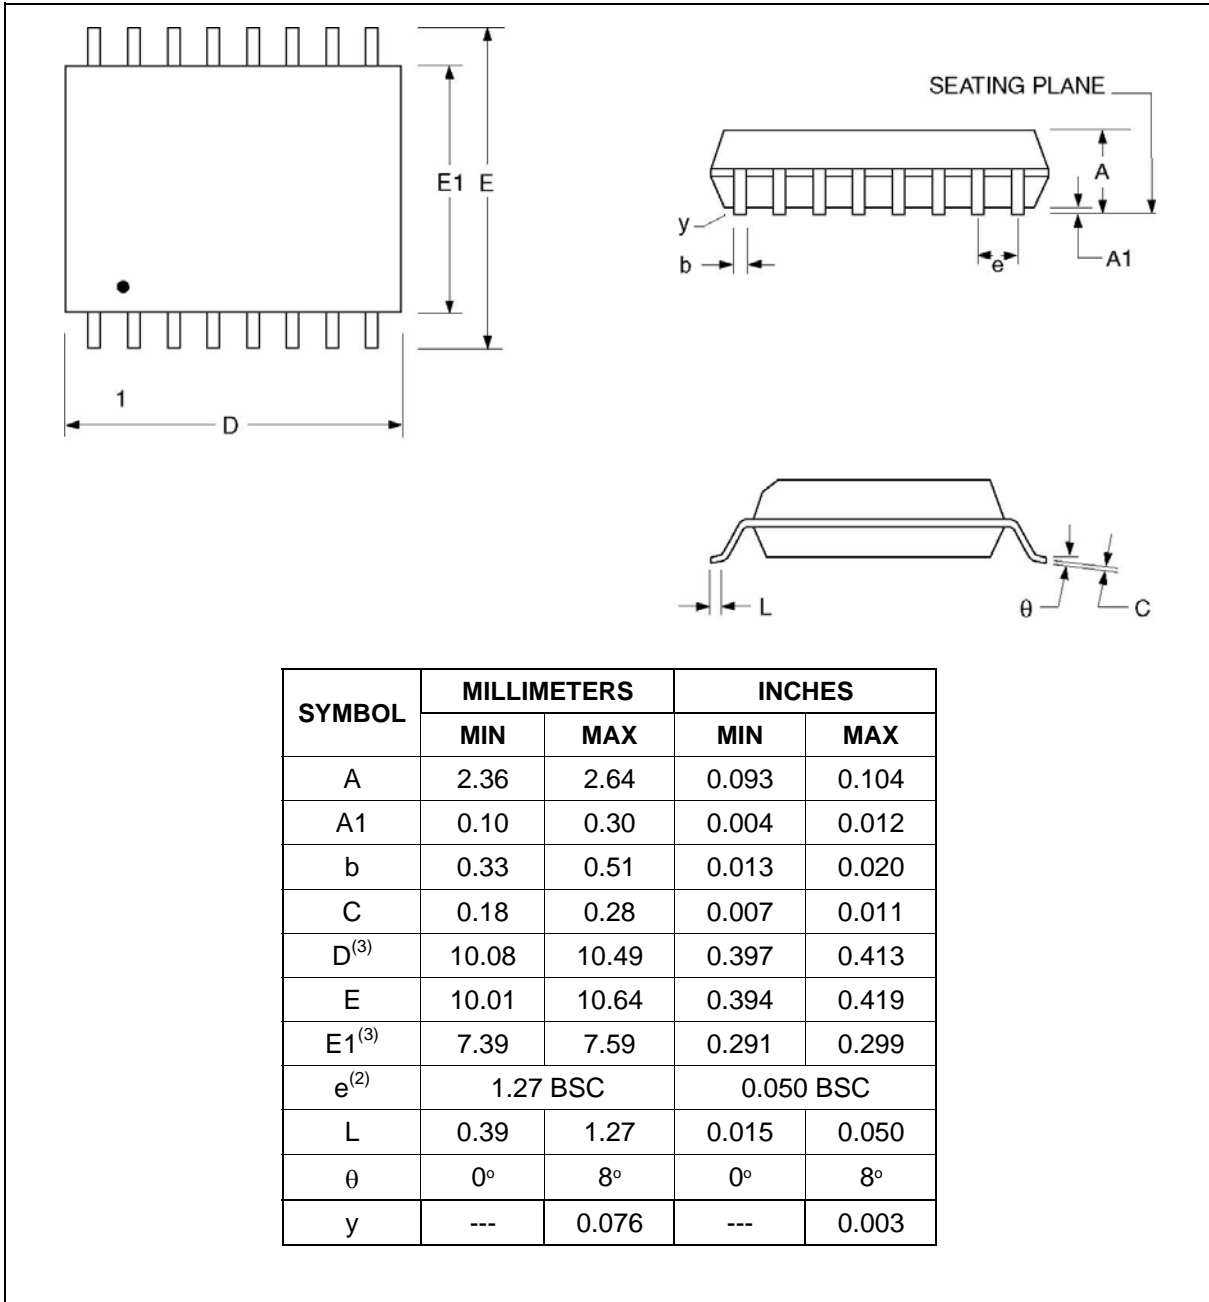 SEATING PLANE
E1 E
A
y
b
e
A1
1
D
L
θ
C
SYMBOL MILLIMETERS INCHES
MIN MAX MIN MAX
A 2.36 2.64 0.093 0.104
A1 0.10 0.30 0.004 0.012
b 0.33 0.51 0.013 0.020
C 0.18 0.28 0.007 0.011
D(3) 10.08 10.49 0.397 0.413
E 10.01 10.64 0.394 0.419
E1(3) 7.39 7.59 0.291 0.299
e(2) 1.27 BSC 0.050 BSC
L 0.39 1.27 0.015 0.050
θ 0o 8o 0o 8o
y --- 0.076 --- 0.003